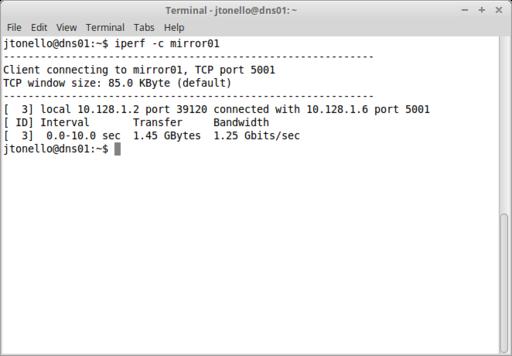 Terminal - jtonello@dns01: ~
File Edit View Terminal Tabs Help
jtonello@dns01:~$ iperf -c mirror01
------------------------------------------------------------
Client connecting to mirror01, TCP port 5001
TCP window size: 85.0 KByte (default)
------------------------------------------------------------
[  3] local 10.128.1.2 port 39120 connected with 10.128.1.6 port 5001
[ ID] Interval       Transfer     Bandwidth
[  3]  0.0-10.0 sec  1.45 GBytes  1.25 Gbits/sec
jtonello@dns01:~$